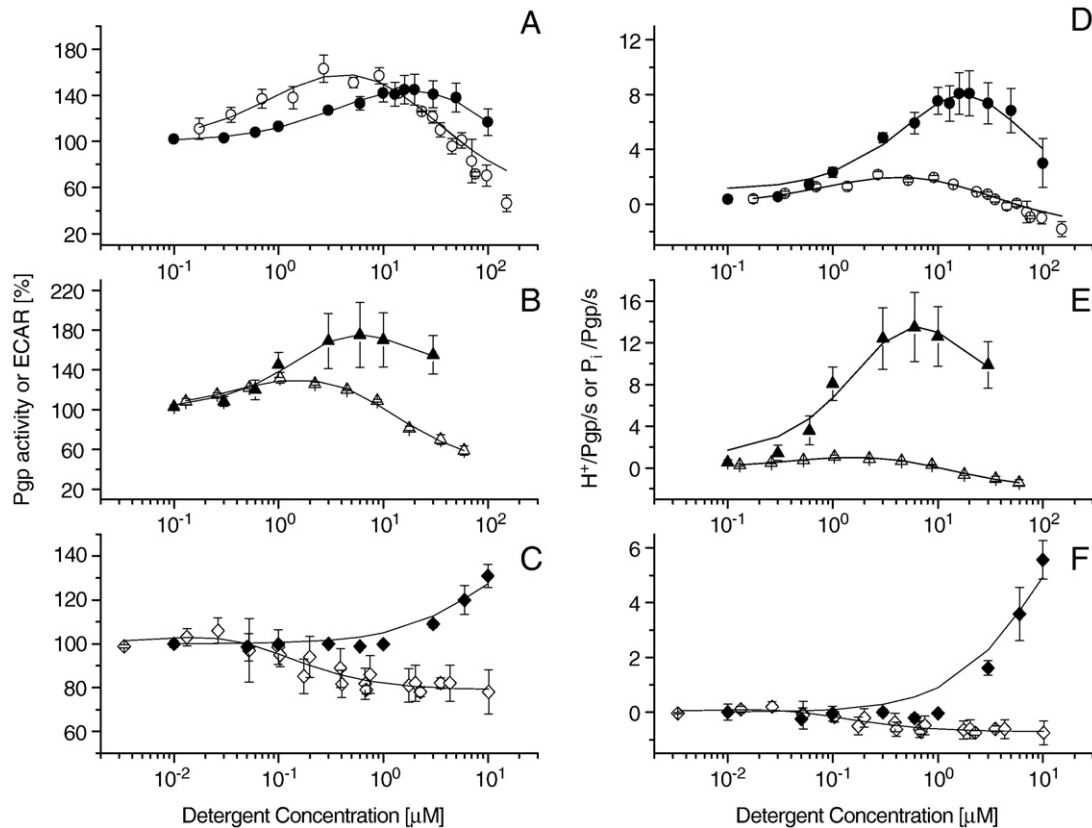 A
180
140
100
60
20
10⁻¹ 10⁰ 10¹ 10²
B
220
180
140
100
60
20
10⁻¹ 10⁰ 10¹ 10²
C
140
120
100
80
60
10⁻² 10⁻¹ 10⁰ 10¹
Pgp activity or ECAR [%]
Detergent Concentration [μM]
D
12
8
4
0
10⁻¹ 10⁰ 10¹ 10²
E
16
12
8
4
0
10⁻¹ 10⁰ 10¹ 10²
F
6
4
2
0
10⁻² 10⁻¹ 10⁰ 10¹
H⁺/Pgp/s or Pᵢ/Pgp/s
Detergent Concentration [μM]